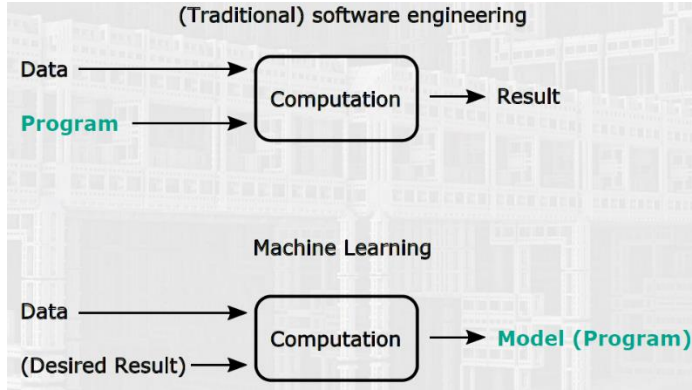 (Traditional) software engineering
Data
Program
Computation
Result
Machine Learning
Data
(Desired Result)
Computation
Model (Program)